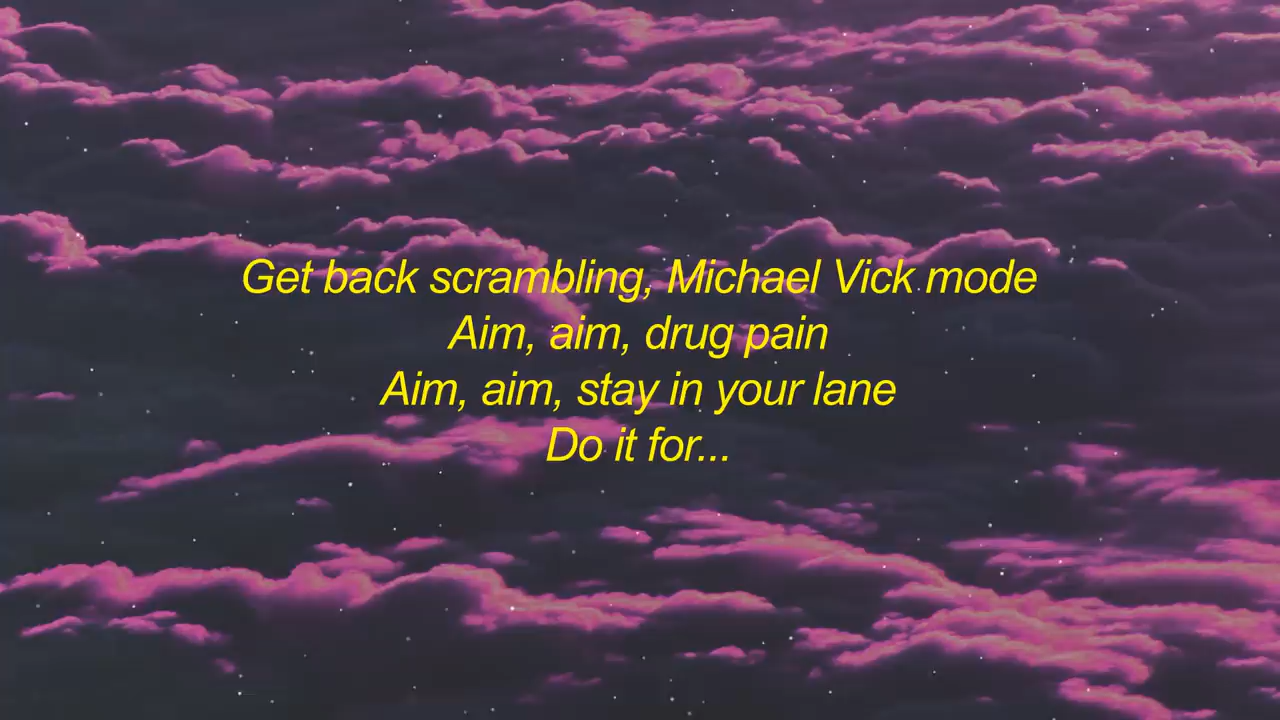 Get back scrambling, Michael Vick mode
Aim, aim, drug pain
Aim, aim, stay in your lane
Do it for...